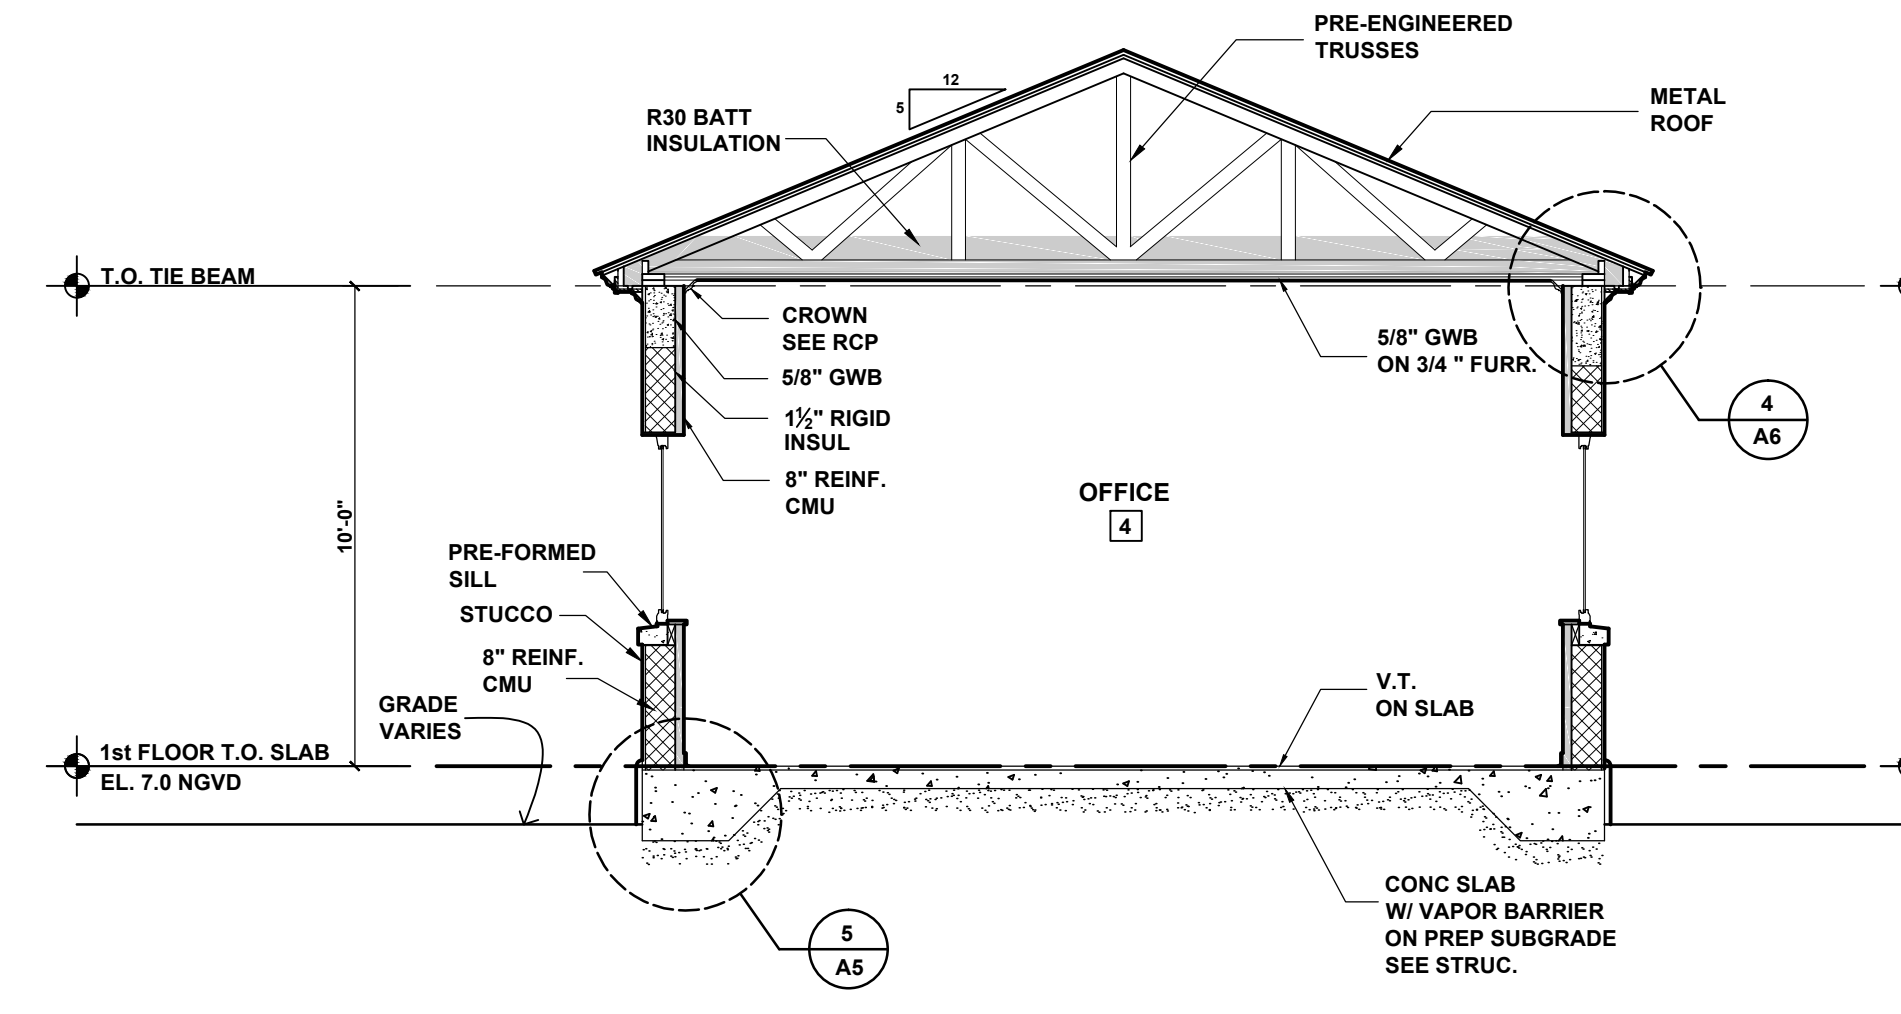 PRE-ENGINEERED
TRUSSES
12
5
METAL
ROOF
R30 BATT
INSULATION
T.O. TIE BEAM
CROWN
SEE RCP
5/8" GWB
ON 3/4 " FURR.
5/8" GWB
4
A6
1½" RIGID
INSUL
8" REINF.
CMU
OFFICE
4
10'-0"
PRE-FORMED
SILL
STUCCO
8" REINF.
CMU
V.T.
ON SLAB
GRADE
VARIES
1st FLOOR T.O. SLAB
EL. 7.0 NGVD
CONC SLAB
W/ VAPOR BARRIER
ON PREP SUBGRADE
SEE STRUC.
5
A5